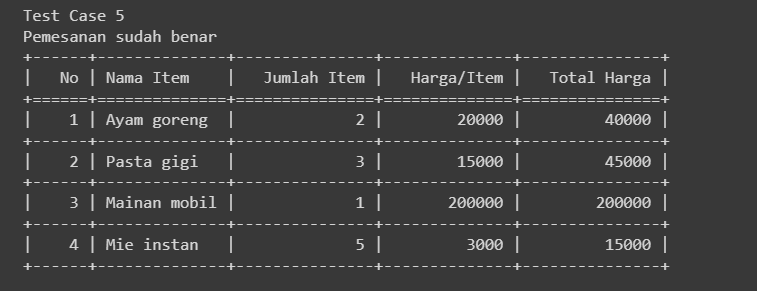 Test Case 5
Pemesanan sudah benar
+------+--------------+---------------+--------------+---------------+
|   No | Nama Item    |   Jumlah Item |   Harga/Item |   Total Harga |
+======+==============+===============+==============+===============+
|    1 | Ayam goreng  |             2 |        20000 |         40000 |
+------+--------------+---------------+--------------+---------------+
|    2 | Pasta gigi   |             3 |        15000 |         45000 |
+------+--------------+---------------+--------------+---------------+
|    3 | Mainan mobil |             1 |       200000 |        200000 |
+------+--------------+---------------+--------------+---------------+
|    4 | Mie instan   |             5 |         3000 |         15000 |
+------+--------------+---------------+--------------+---------------+